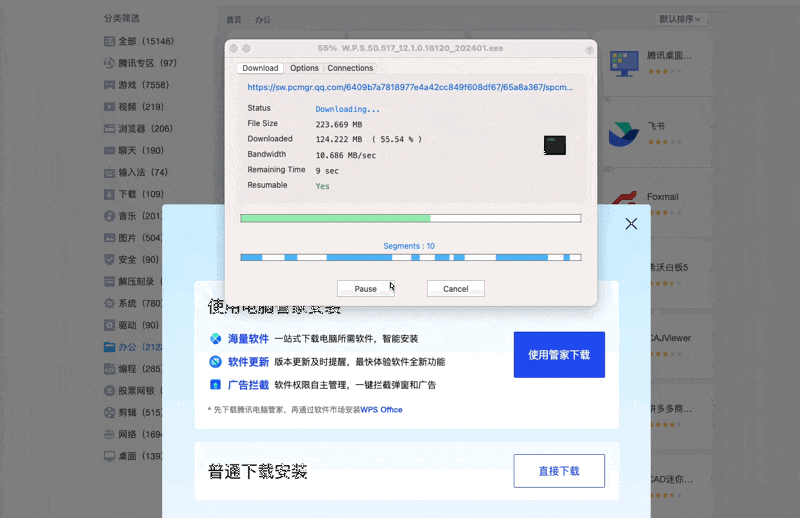 分类筛选
首页 办公
默认排序
全部（15146）
腾讯专区（97）
游戏（7558）
视频（219）
浏览器（206）
聊天（190）
输入法（74）
下载（109）
音乐（201
图片（504
安全（90）
解压刻录（
系统（780
驱动（90）
办公（2122
编程（285
股票网银（
剪辑（515
网络（1694
桌面（139）
55% W.P.S.50.517_12.1.0.16120_202401.exe
Download Options Connections
https://sw.pcmgr.qq.com/6409b7a7818977e4a42cc849f608df67/65a8a367/spcm...
Status Downloading...
File Size 223.669 MB
Downloaded 124.222 MB ( 55.54 % )
Bandwidth 10.686 MB/sec
Remaining Time 9 sec
Resumable Yes
Segments : 10
Pause Cancel
使用电脑管家安装
海量软件 一站式下载电脑所需软件，智能安装
软件更新 版本更新及时提醒，最快体验软件全新功能
广告拦截 软件权限自主管理，一键拦截弹窗和广告
* 先下载腾讯电脑管家，再通过软件市场安装WPS Office
使用管家下载
普通下载安装
直接下载
腾讯桌面...
飞书
Foxmail
希沃白板5
CAJViewer
拼多多商...
CAD迷你...